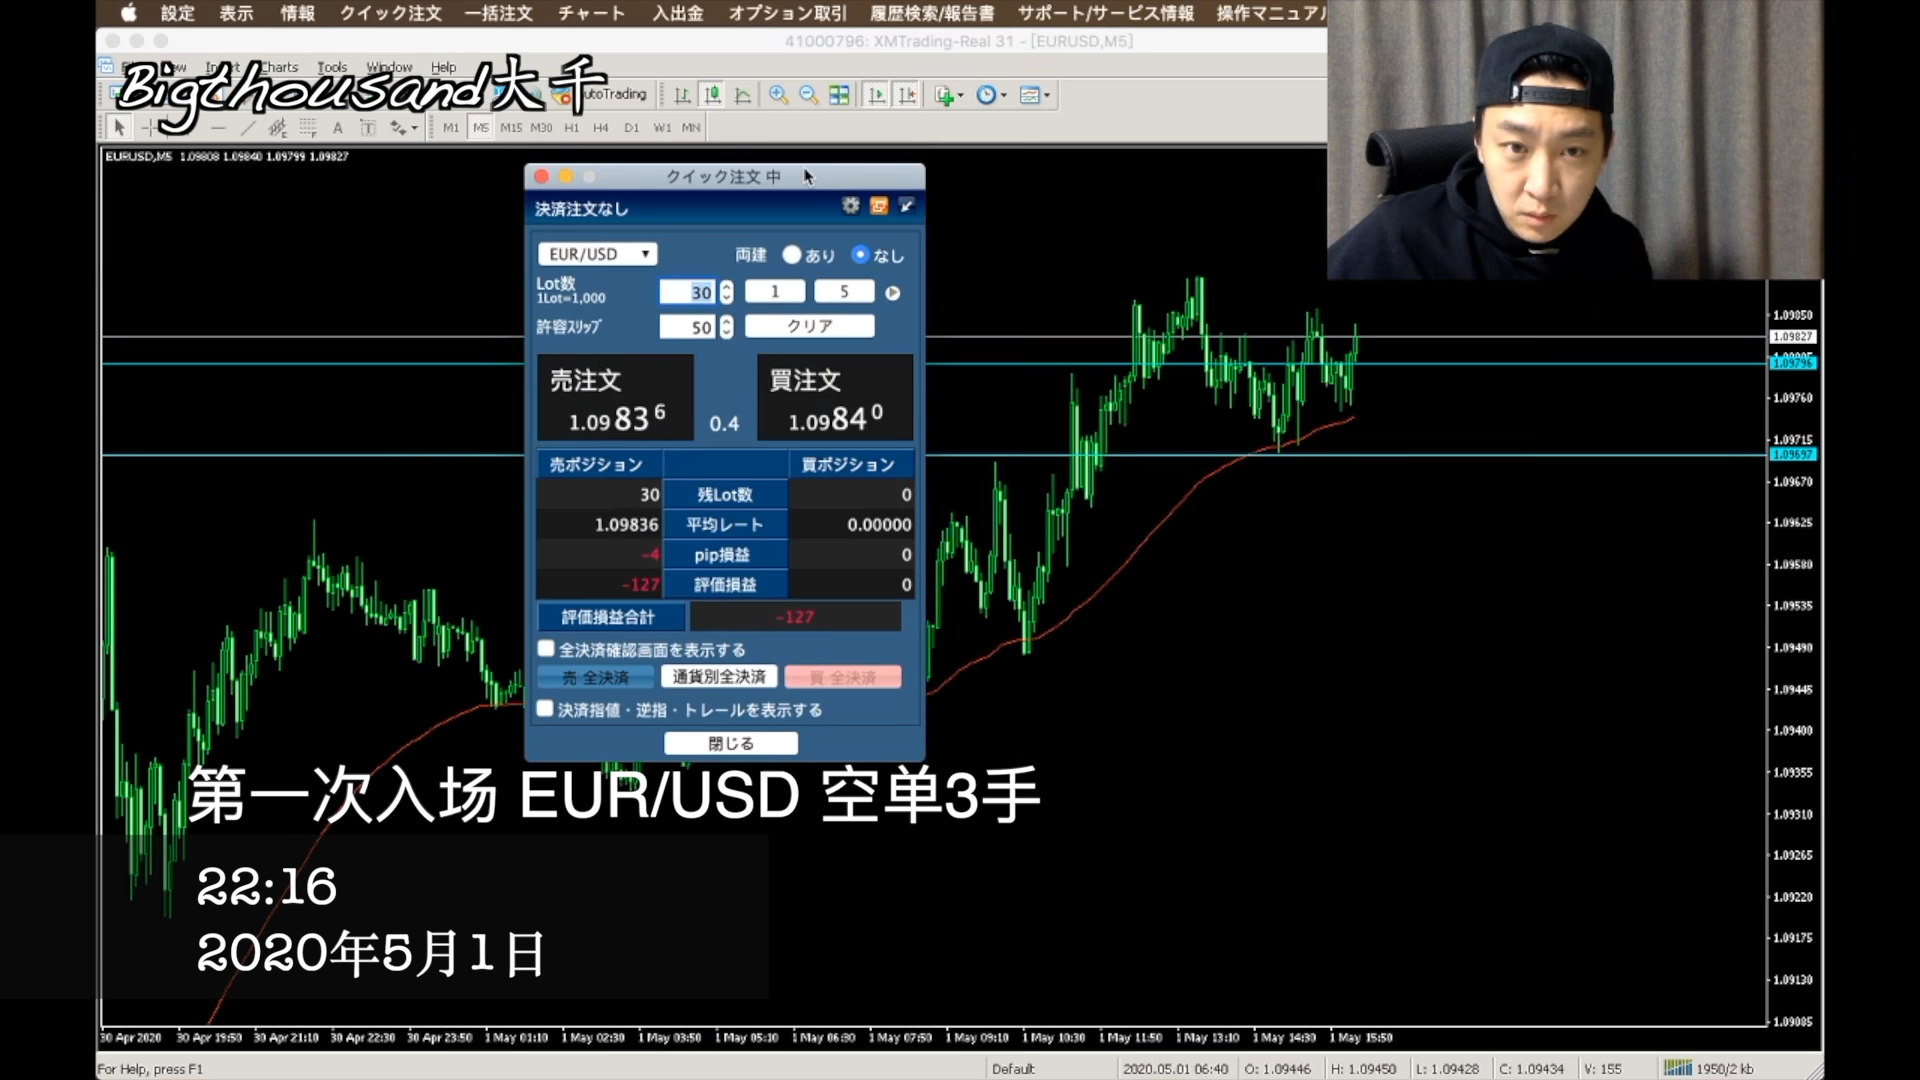 設定 表示 情報 クイック注文 一括注文 チャート 入出金 オプション取引 履歴検索/報告書 サポート/サービス情報 操作マニュアル
41000796: XMTrading-Real 31 - [EURUSD,M5]
Charts Tools Window Help
Bigthousand大千
AutoTrading
M1 M5 M15 M30 H1 H4 D1 W1 MN
EURUSD,M5 1.09808 1.09840 1.09799 1.09827
クイック注文 中
決済注文なし
EUR/USD 両建 あり なし
Lot数 30 1 5
1Lot=1,000
許容スリップ 50 クリア
売注文 買注文
1.09 83 6 0.4 1.09 84 0
売ポジション 買ポジション
30 残Lot数 0
1.09836 平均レート 0.00000
-4 pip損益 0
-127 評価損益 0
評価損益合計 -127
全決済確認画面を表示する
売 全決済 通貨別全決済 買 全決済
決済指値・逆指・トレールを表示する
閉じる
1.09850
1.09827
1.09796
1.09760
1.09715
1.09697
1.09670
1.09625
1.09580
1.09535
1.09490
1.09445
1.09400
1.09355
1.09310
1.09265
1.09220
1.09175
1.09130
1.09085
第一次入场 EUR/USD 空单3手
22:16
2020年5月1日
30 Apr 2020 30 Apr 19:50 30 Apr 21:10 30 Apr 22:30 30 Apr 23:50 1 May 01:10 1 May 02:30 1 May 03:50 1 May 05:10 1 May 06:30 1 May 07:50 1 May 09:10 1 May 10:30 1 May 11:50 1 May 13:10 1 May 14:30 1 May 15:50
For Help, press F1 Default 2020.05.01 06:40 O: 1.09446 H: 1.09450 L: 1.09428 C: 1.09434 V: 155 1950/2 kb